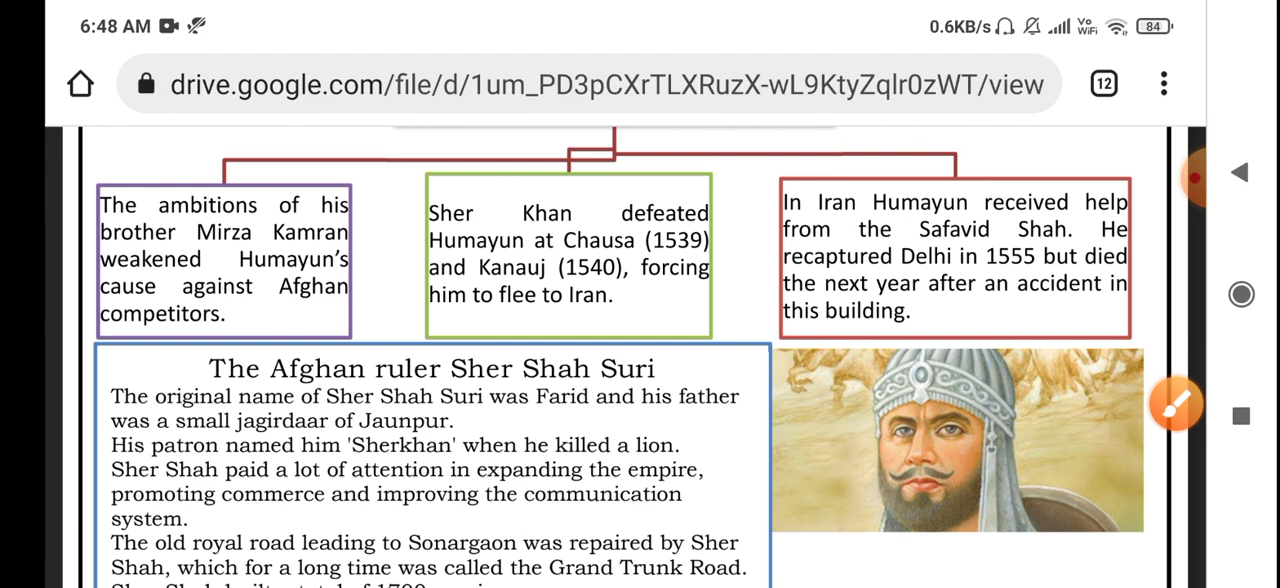 6:48 AM
0.6KB/s
Vo
WiFi
84
drive.google.com/file/d/1um_PD3pCXrTLXRuzX-wL9KtyZqlr0zWT/view
12
The ambitions of his
brother Mirza Kamran
weakened Humayun’s
cause against Afghan
competitors.
Sher Khan defeated
Humayun at Chausa (1539)
and Kanauj (1540), forcing
him to flee to Iran.
In Iran Humayun received help
from the Safavid Shah. He
recaptured Delhi in 1555 but died
the next year after an accident in
this building.
The Afghan ruler Sher Shah Suri
The original name of Sher Shah Suri was Farid and his father
was a small jagirdaar of Jaunpur.
His patron named him 'Sherkhan' when he killed a lion.
Sher Shah paid a lot of attention in expanding the empire,
promoting commerce and improving the communication
system.
The old royal road leading to Sonargaon was repaired by Sher
Shah, which for a long time was called the Grand Trunk Road.